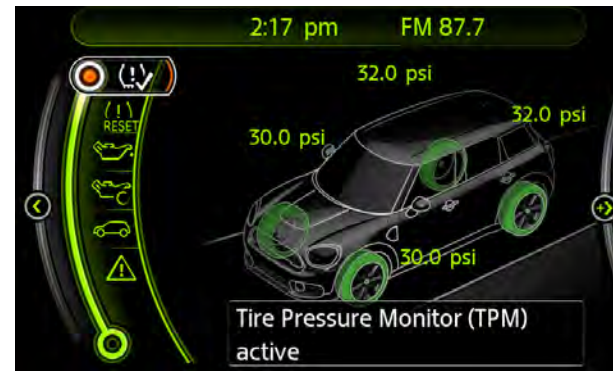 2:17 pm FM 87.7
32.0 psi
32.0 psi
30.0 psi
(!)
RESET
30.0 psi
C
Tire Pressure Monitor (TPM)
active